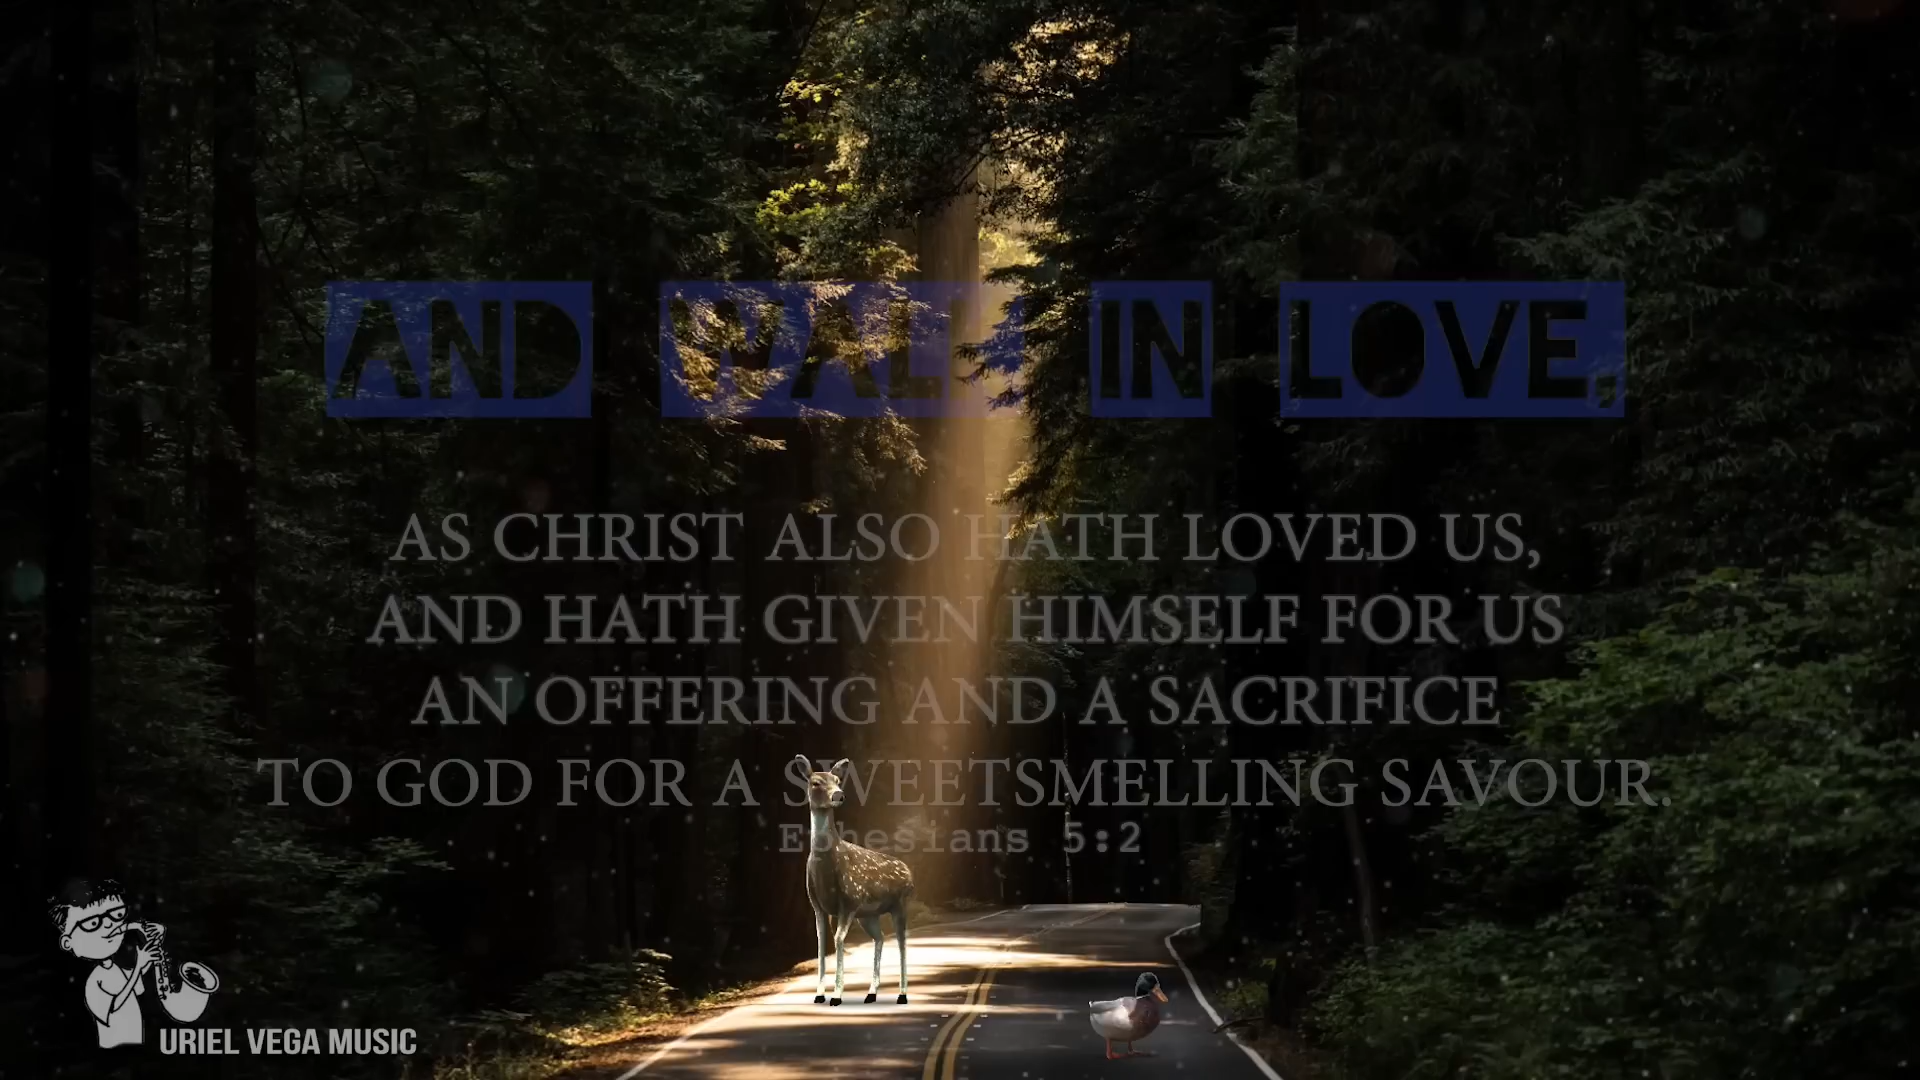 AND WALK IN LOVE,
AS CHRIST ALSO HATH LOVED US,
AND HATH GIVEN HIMSELF FOR US
AN OFFERING AND A SACRIFICE
TO GOD FOR A SWEETSMELLING SAVOUR.
Ephesians 5:2
URIEL VEGA MUSIC